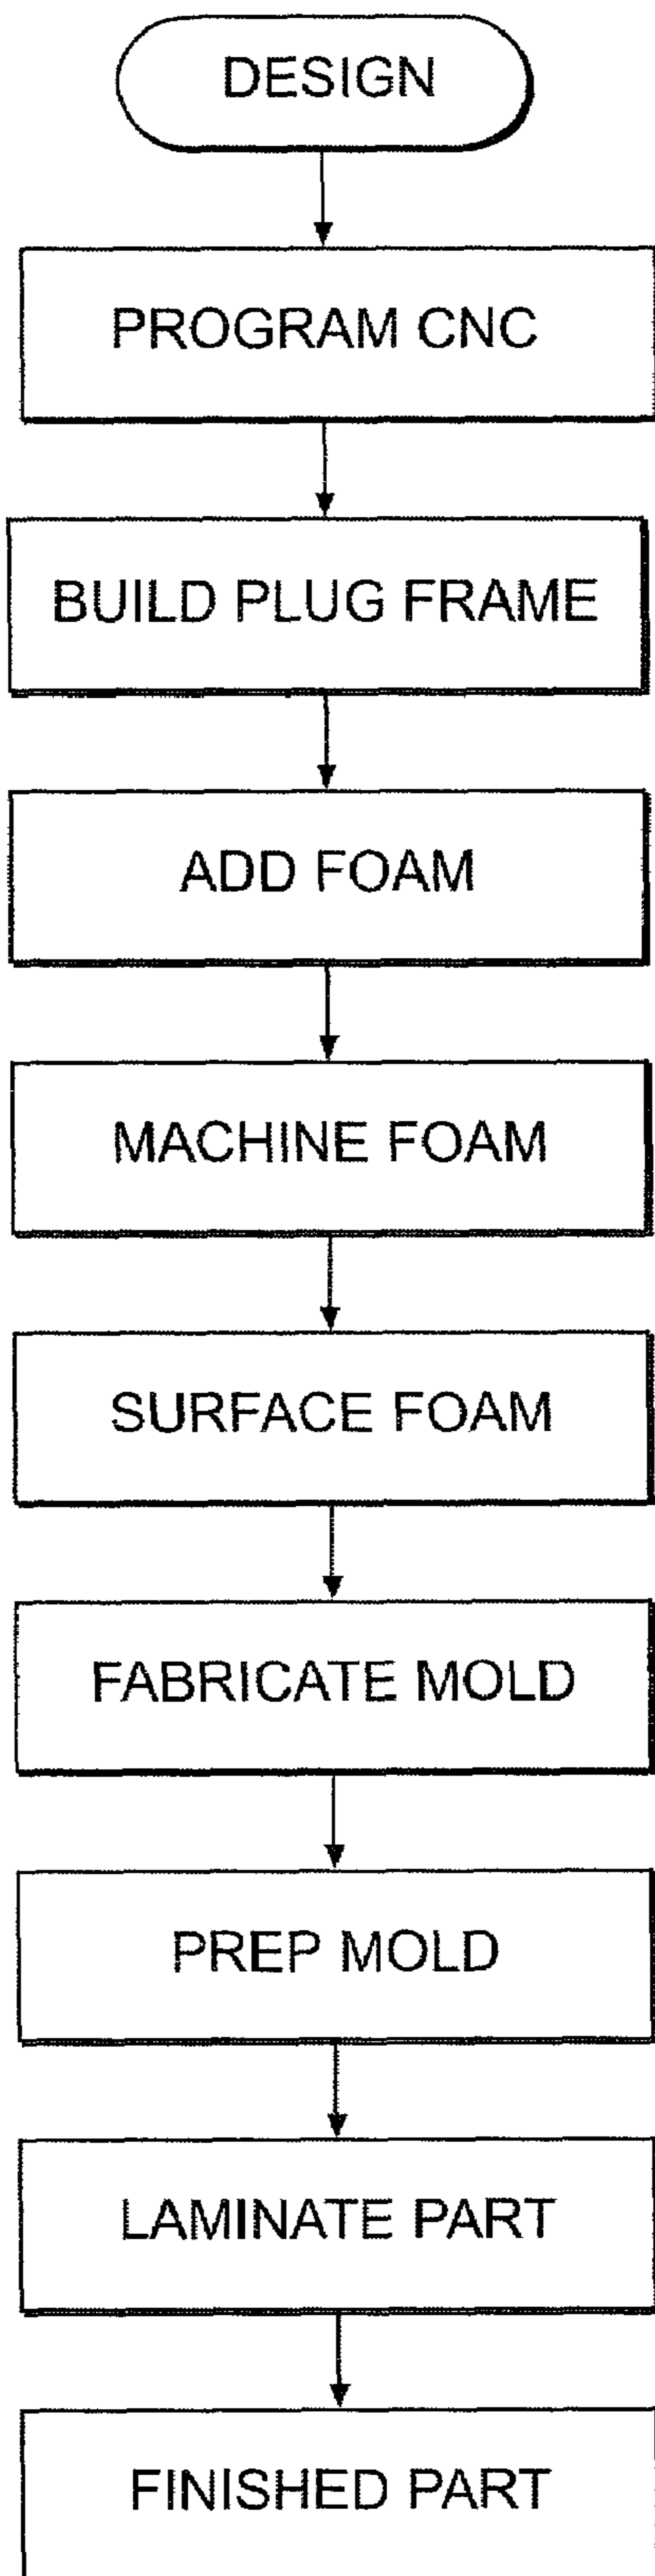 DESIGN
PROGRAM CNC
BUILD PLUG FRAME
ADD FOAM
MACHINE FOAM
SURFACE FOAM
FABRICATE MOLD
PREP MOLD
LAMINATE PART
FINISHED PART